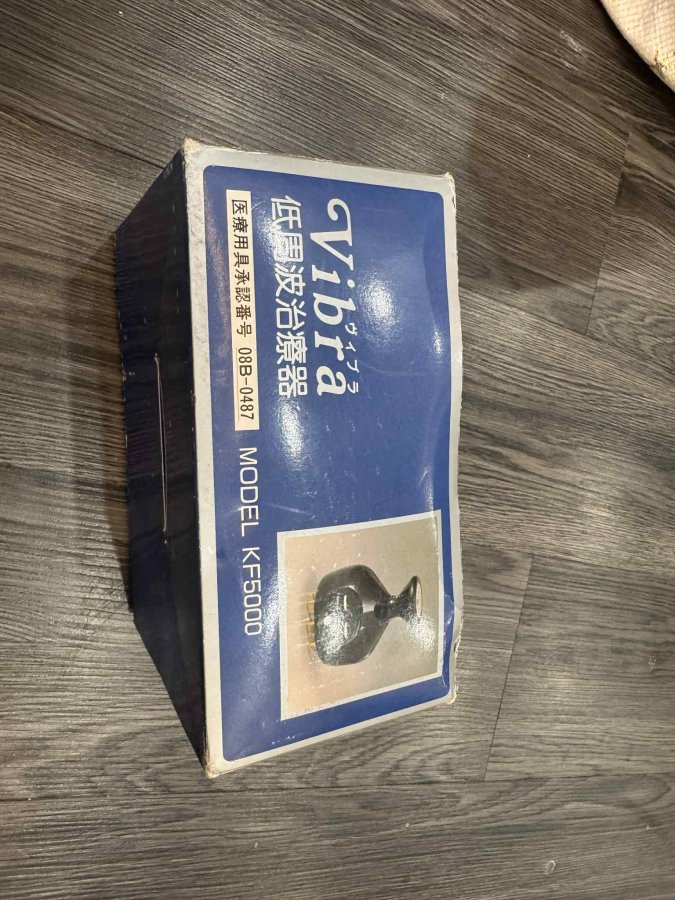 Vibra
ヴィブラ
低周波治療器
医療用具承認番号 08B-0487
MODEL KF5000